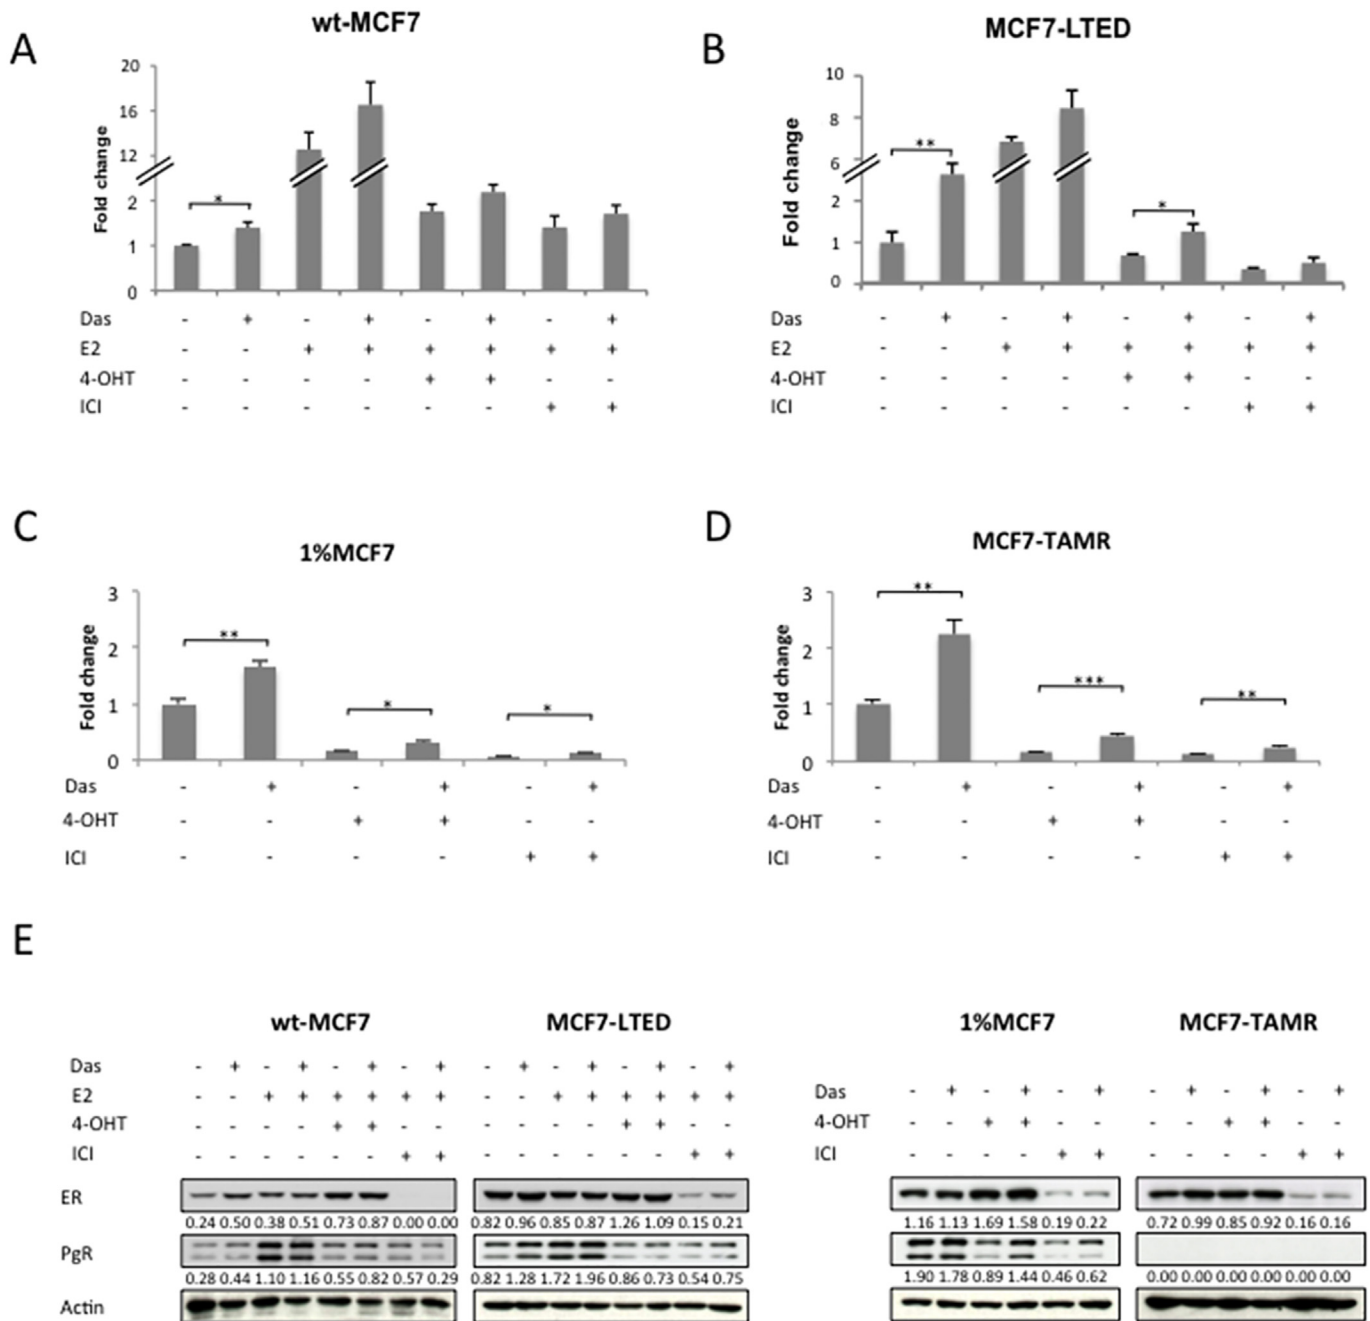 A
wt-MCF7
Fold change
20
16
12
2
1
0
*
Das - + - + - + - +
E2 - - + + + + + +
4-OHT - - - - + + - -
ICI - - - - - - + +
B
MCF7-LTED
Fold change
10
8
6
2
1
0
**
*
Das - + - + - + - +
E2 - - + + + + + +
4-OHT - - - - + + - -
ICI - - - - - - + +
C
1%MCF7
Fold change
3
2
1
0
**
*
*
Das - + - + - +
4-OHT - - + + - -
ICI - - - - + +
D
MCF7-TAMR
Fold change
3
2
1
0
**
***
**
Das - + - + - +
4-OHT - - + + - -
ICI - - - - + +
E
wt-MCF7 MCF7-LTED
Das - + - + - + - + - + - + - + - +
E2 - - + + + + + + - - + + + + + +
4-OHT - - - - + + - - - - - - + + - -
ICI - - - - - - + + - - - - - - + +
ER
0.24 0.50 0.38 0.51 0.73 0.87 0.00 0.00 0.82 0.96 0.85 0.87 1.26 1.09 0.15 0.21
PgR
0.28 0.44 1.10 1.16 0.55 0.82 0.57 0.29 0.82 1.28 1.72 1.96 0.86 0.73 0.54 0.75
Actin
1%MCF7 MCF7-TAMR
Das - + - + - + - + - + - +
4-OHT - - + + - - - - + + - -
ICI - - - - + + - - - - + +
1.16 1.13 1.69 1.58 0.19 0.22 0.72 0.99 0.85 0.92 0.16 0.16
1.90 1.78 0.89 1.44 0.46 0.62 0.00 0.00 0.00 0.00 0.00 0.00